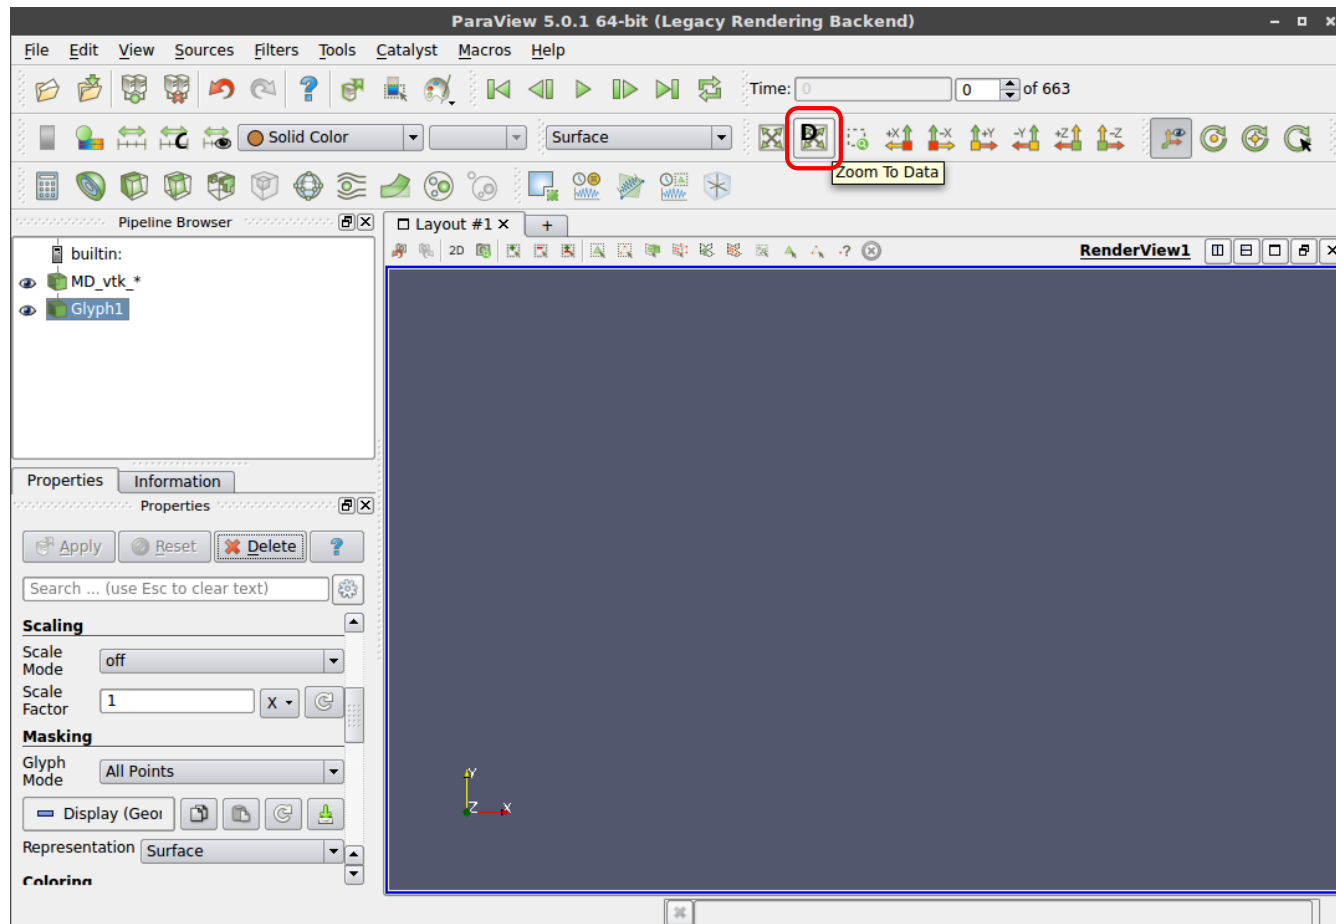 ParaView 5.0.1 64-bit (Legacy Rendering Backend)
File Edit View Sources Filters Tools Catalyst Macros Help
Time: 0 0 of 663
Solid Color Surface D +X -X +Y -Y +Z -Z
Zoom To Data
Pipeline Browser
Layout #1 +
builtin:
2D ? RenderView1
MD_vtk_*
Glyph1
Properties Information
Properties
Apply Reset Delete ?
Search ... (use Esc to clear text)
Scaling
Scale Mode off
Scale Factor 1 X
Masking
Glyph Mode All Points
Y
Z X
Display (Geor
Representation Surface
Coloring